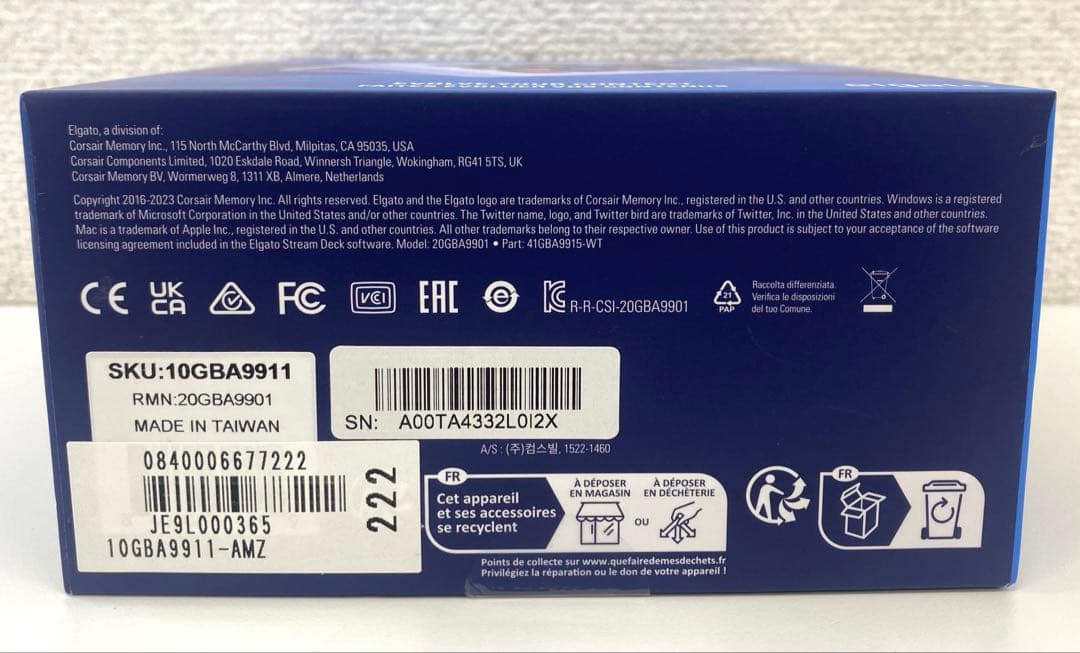 Elgato, a division of:
Corsair Memory Inc., 115 North McCarthy Blvd, Milpitas, CA 95035, USA
Corsair Components Limited, 1020 Eskdale Road, Winnersh Triangle, Wokingham, RG41 5TS, UK
Corsair Memory BV, Wormerweg 8, 1311 XB, Almere, Netherlands
Copyright 2016-2023 Corsair Memory Inc. All rights reserved. Elgato and the Elgato logo are trademarks of Corsair Memory Inc., registered in the U.S. and other countries. Windows is a registered
trademark of Microsoft Corporation in the United States and/or other countries. The Twitter name, logo, and Twitter bird are trademarks of Twitter, Inc. in the United States and other countries.
Mac is a trademark of Apple Inc., registered in the U.S. and other countries. All other trademarks belong to their respective owner. Use of this product is subject to your acceptance of the software
licensing agreement included in the Elgato Stream Deck software. Model: 20GBA9901 • Part: 41GBA9915-WT
CE UK CA FC VCI EAC R-R-CSI-20GBA9901
21
PAP
Raccolta differenziata.
Verifica le disposizioni
del tuo Comune.
SKU:10GBA9911
RMN:20GBA9901
MADE IN TAIWAN
SN: A00TA4332L0I2X
A/S : (주)컴스빌, 1522-1460
0840006677222
JE9L000365
10GBA9911-AMZ
222
FR
Cet appareil
et ses accessoires
se recyclent
À DÉPOSER
EN MAGASIN
OU
À DÉPOSER
EN DÉCHÈTERIE
Points de collecte sur www.quefairedemesdechets.fr
Privilégiez la réparation ou le don de votre appareil !
FR